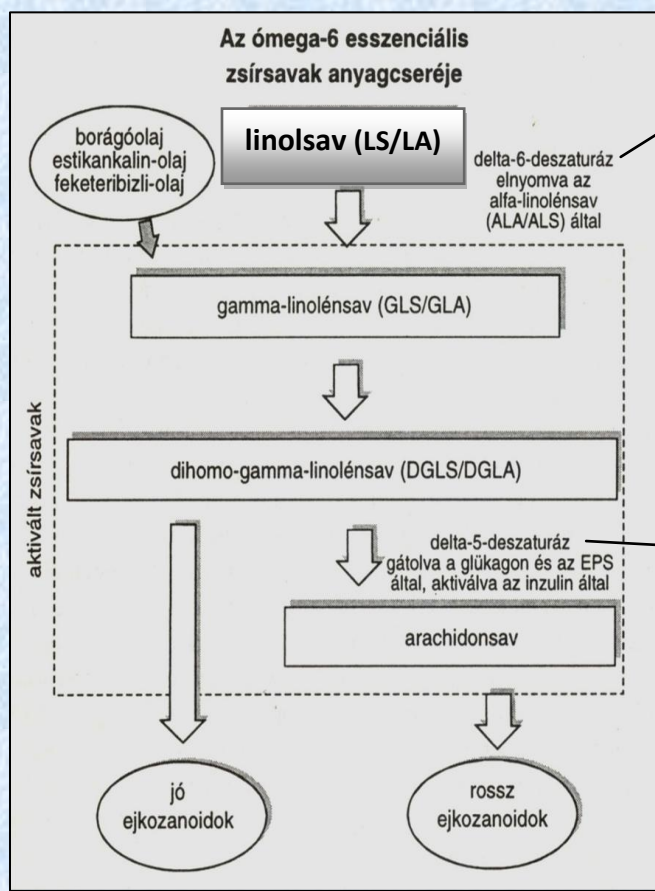 Az ómega-6 esszenciális
zsírsavak anyagcseréje
borágóolaj
estikankalin-olaj
feketeribizli-olaj
linolsav (LS/LA)
delta-6-deszaturáz
elnyomva az
alfa-linolénsav
(ALA/ALS) által
gamma-linolénsav (GLS/GLA)
dihomo-gamma-linolénsav (DGLS/DGLA)
aktivált zsírsavak
delta-5-deszaturáz
gátolva a glükagon és az EPS
által, aktiválva az inzulin által
arachidonsav
jó
ejkozanoidok
rossz
ejkozanoidok